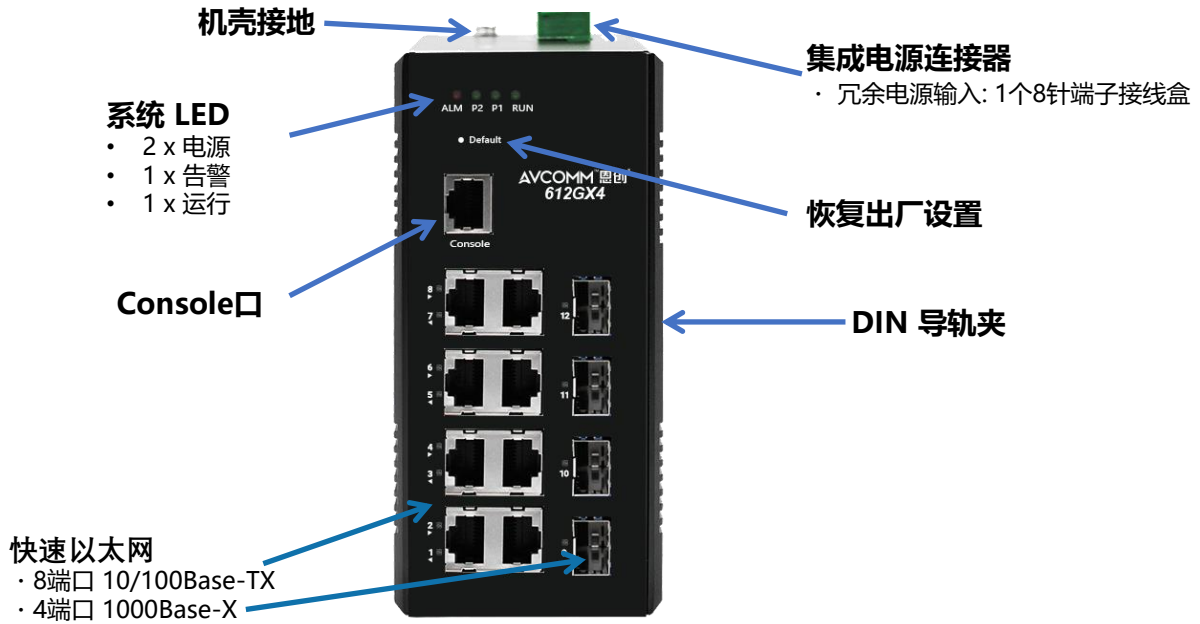 机壳接地
集成电源连接器
· 冗余电源输入: 1个8针端子接线盒
系统 LED
• 2 x 电源
• 1 x 告警
• 1 x 运行
ALM P2 P1 RUN
Default
AVCOMM 恩创
612GX4
恢复出厂设置
Console
Console口
DIN 导轨夹
8
7
12
6
5
11
4
3
10
2
1
快速以太网
· 8端口 10/100Base-TX
· 4端口 1000Base-X